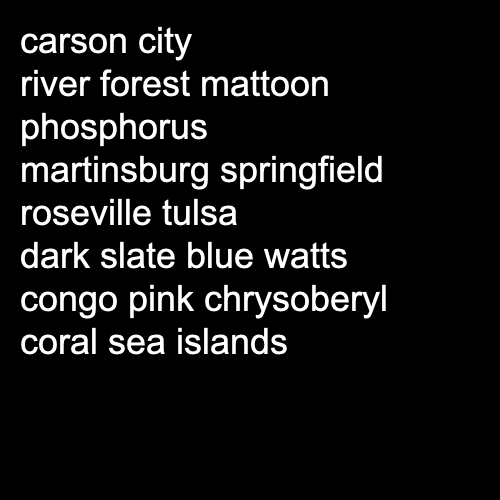 carson city
river forest mattoon
phosphorus
martinsburg springfield
roseville tulsa
dark slate blue watts
congo pink chrysoberyl
coral sea islands